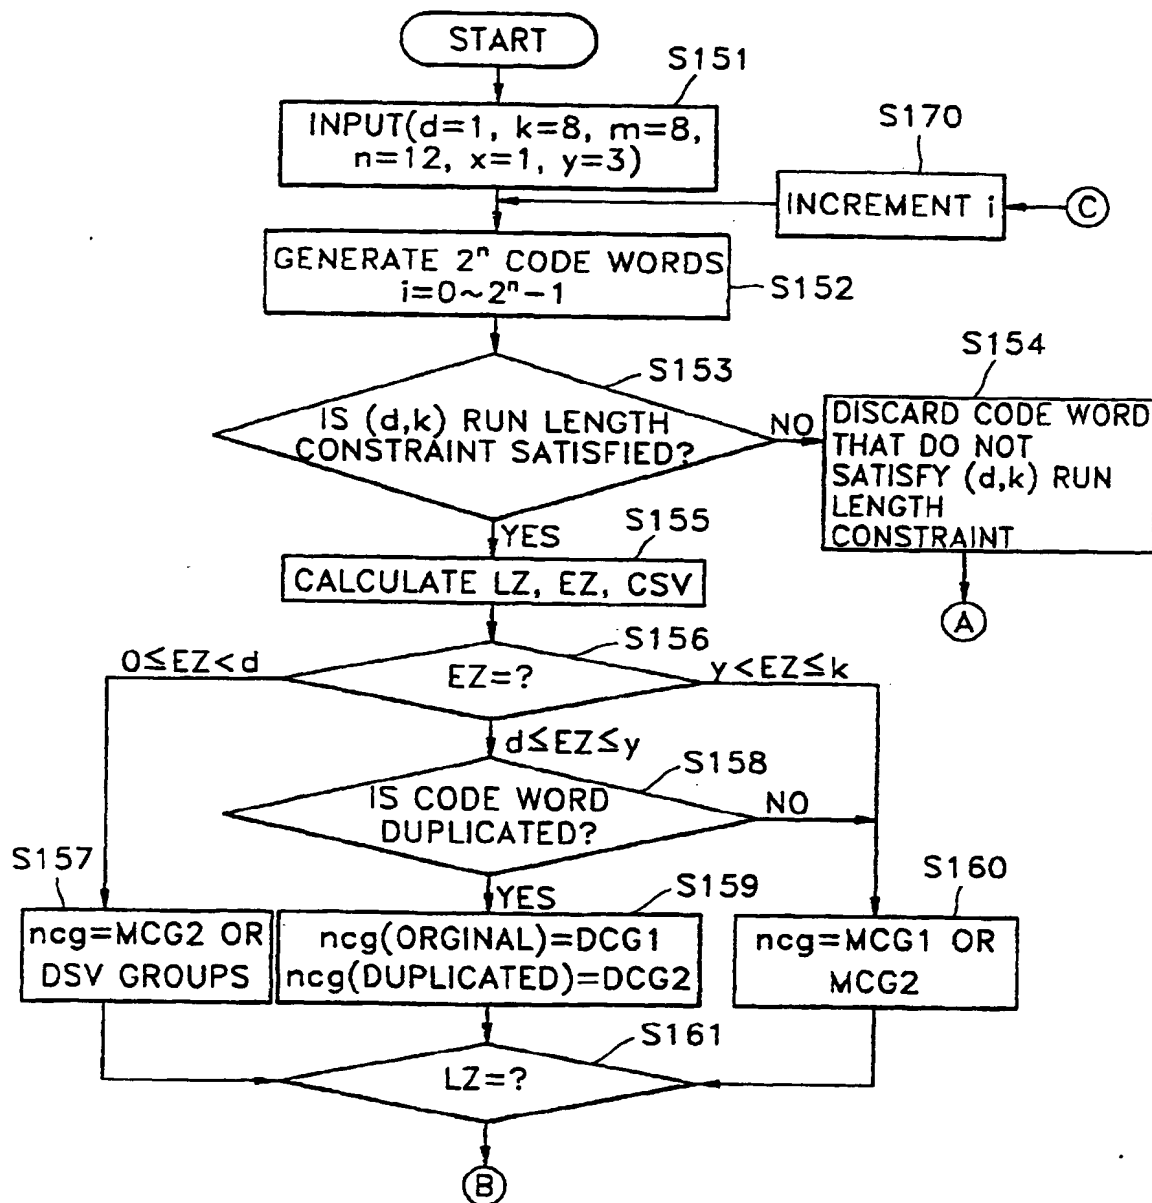 START
S151
INPUT(d=1, k=8, m=8,
n=12, x=1, y=3)
S170
INCREMENT i
C
GENERATE 2ⁿ CODE WORDS
i=0~2ⁿ-1
S152
S153
IS (d,k) RUN LENGTH
CONSTRAINT SATISFIED?
NO
S154
DISCARD CODE WORD
THAT DO NOT
SATISFY (d,k) RUN
LENGTH
CONSTRAINT
A
YES
S155
CALCULATE LZ, EZ, CSV
S156
EZ=?
0≦EZ<d
y<EZ≦k
d≦EZ≦y
S158
IS CODE WORD
DUPLICATED?
NO
YES
S157
ncg=MCG2 OR
DSV GROUPS
S159
ncg(ORGINAL)=DCG1
ncg(DUPLICATED)=DCG2
S160
ncg=MCG1 OR
MCG2
S161
LZ=?
B